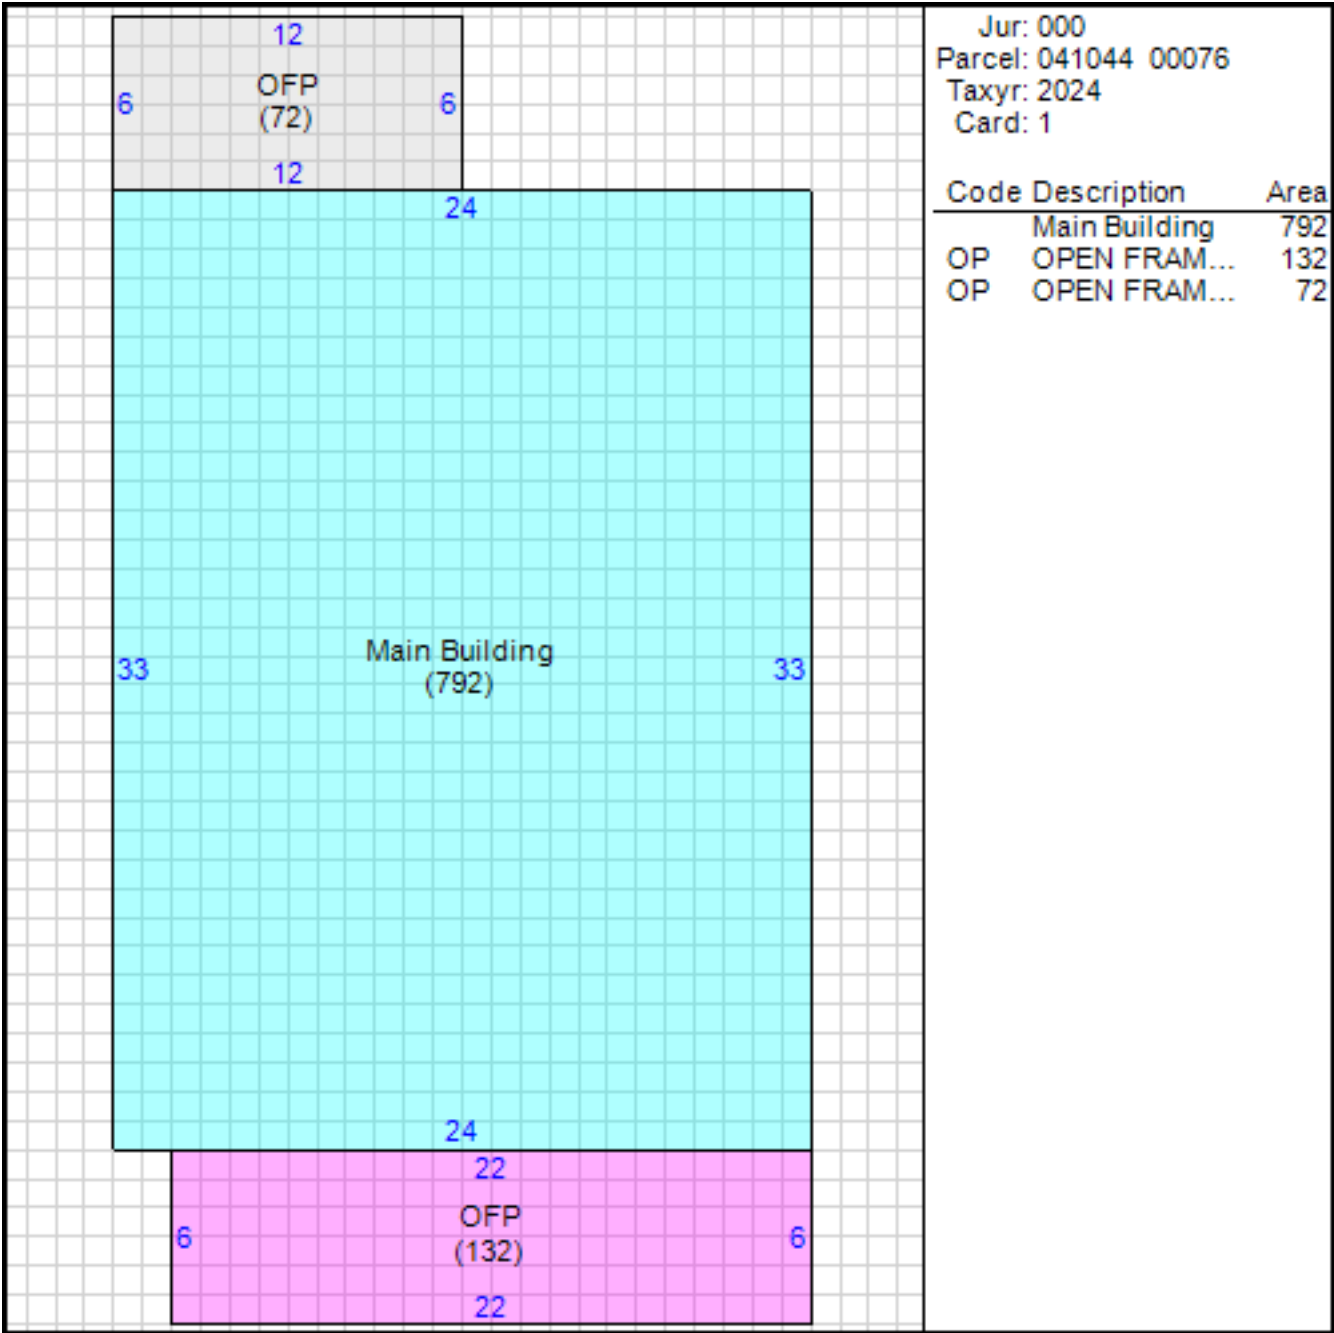 12
OFP
6 6
(72)
12
24
Main Building
33 33
(792)
24
22
OFP
6 6
(132)
22
Jur: 000
Parcel: 041044 00076
Taxyr: 2024
Card: 1
Code Description Area
Main Building 792
OP OPEN FRAM... 132
OP OPEN FRAM... 72